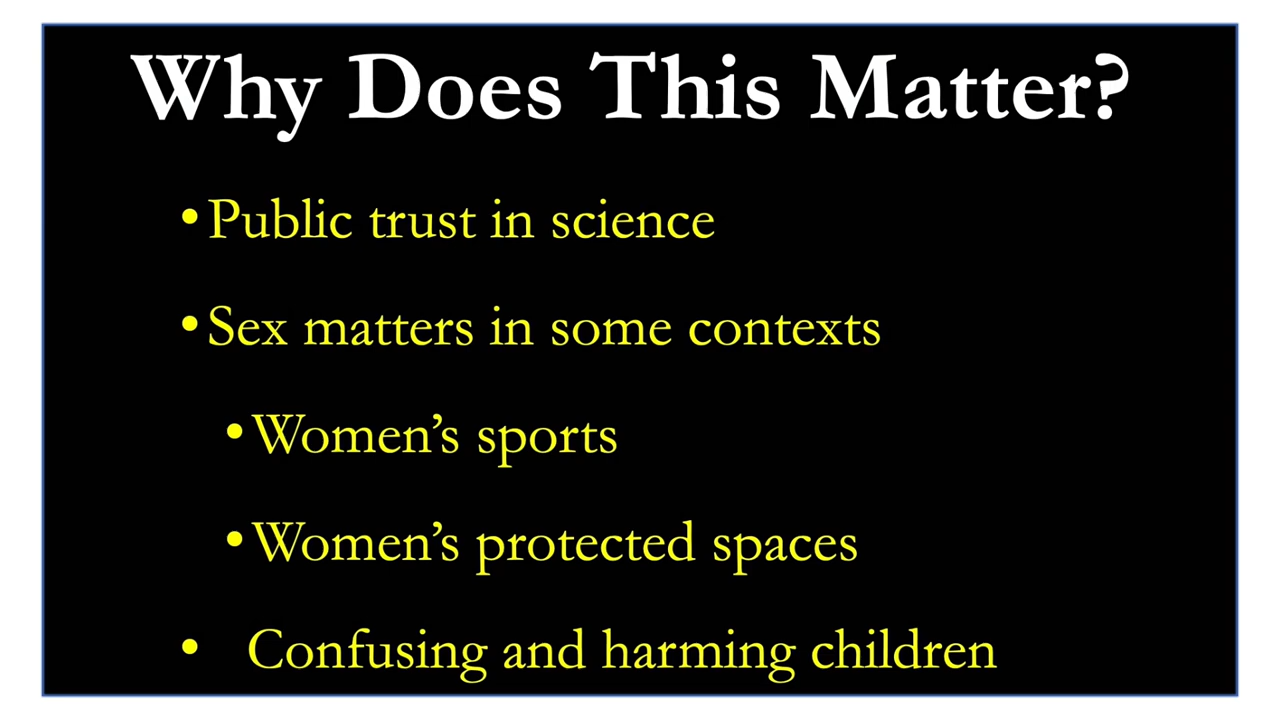 Why Does This Matter?
•Public trust in science
•Sex matters in some contexts
•Women’s sports
•Women’s protected spaces
• Confusing and harming children